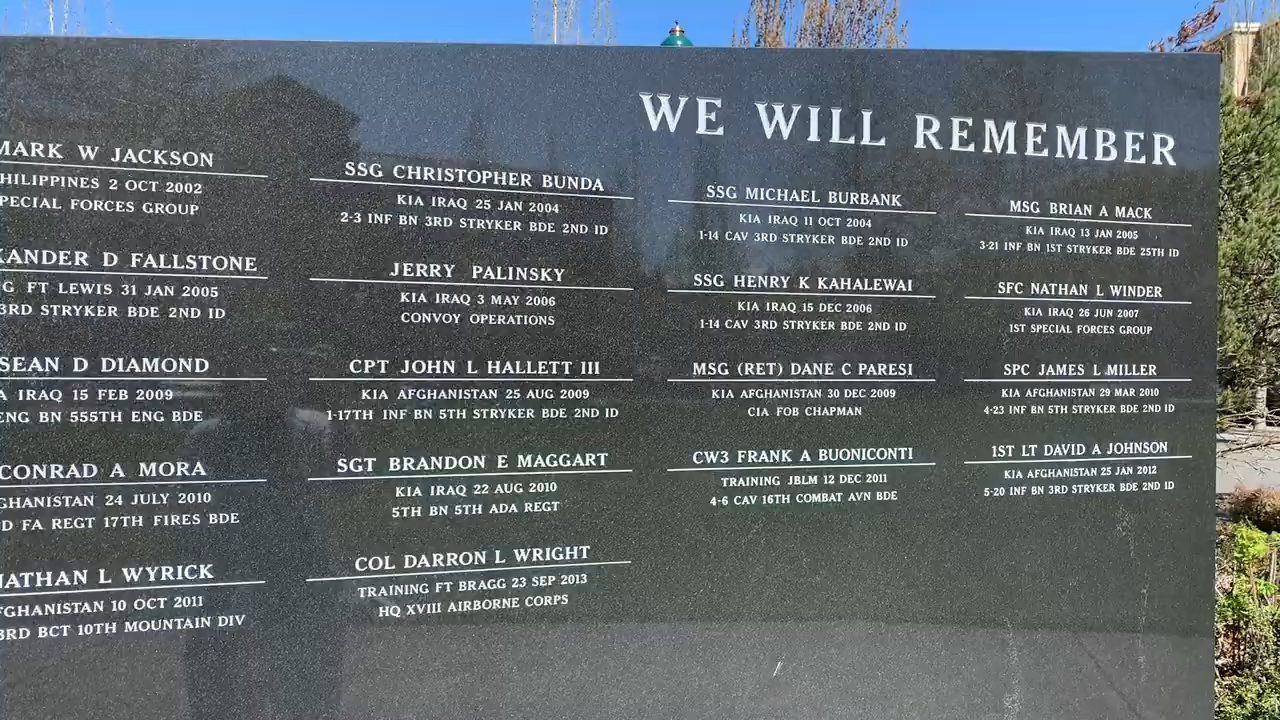 WE WILL REMEMBER
MARK W JACKSON
PHILIPPINES 2 OCT 2002
SPECIAL FORCES GROUP
XANDER D FALLSTONE
G FT LEWIS 31 JAN 2005
3RD STRYKER BDE 2ND ID
SEAN D DIAMOND
A IRAQ 15 FEB 2009
ENG BN 555TH ENG BDE
CONRAD A MORA
GHANISTAN 24 JULY 2010
D FA REGT 17TH FIRES BDE
NATHAN L WYRICK
FGHANISTAN 10 OCT 2011
3RD BCT 10TH MOUNTAIN DIV
SSG CHRISTOPHER BUNDA
KIA IRAQ 25 JAN 2004
2-3 INF BN 3RD STRYKER BDE 2ND ID
JERRY PALINSKY
KIA IRAQ 3 MAY 2006
CONVOY OPERATIONS
CPT JOHN L HALLETT III
KIA AFGHANISTAN 25 AUG 2009
1-17TH INF BN 5TH STRYKER BDE 2ND ID
SGT BRANDON E MAGGART
KIA IRAQ 22 AUG 2010
5TH BN 5TH ADA REGT
COL DARRON L WRIGHT
TRAINING FT BRAGG 23 SEP 2013
HQ XVIII AIRBORNE CORPS
SSG MICHAEL BURBANK
KIA IRAQ 11 OCT 2004
1-14 CAV 3RD STRYKER BDE 2ND ID
SSG HENRY K KAHALEWAI
KIA IRAQ 15 DEC 2006
1-14 CAV 3RD STRYKER BDE 2ND ID
MSG (RET) DANE C PARESI
KIA AFGHANISTAN 30 DEC 2009
CIA FOB CHAPMAN
CW3 FRANK A BUONICONTI
TRAINING JBLM 12 DEC 2011
4-6 CAV 16TH COMBAT AVN BDE
MSG BRIAN A MACK
KIA IRAQ 13 JAN 2005
3-21 INF BN 1ST STRYKER BDE 25TH ID
SFC NATHAN L WINDER
KIA IRAQ 26 JUN 2007
1ST SPECIAL FORCES GROUP
SPC JAMES L MILLER
KIA AFGHANISTAN 29 MAR 2010
4-23 INF BN 5TH STRYKER BDE 2ND ID
1ST LT DAVID A JOHNSON
KIA AFGHANISTAN 25 JAN 2012
5-20 INF BN 3RD STRYKER BDE 2ND ID